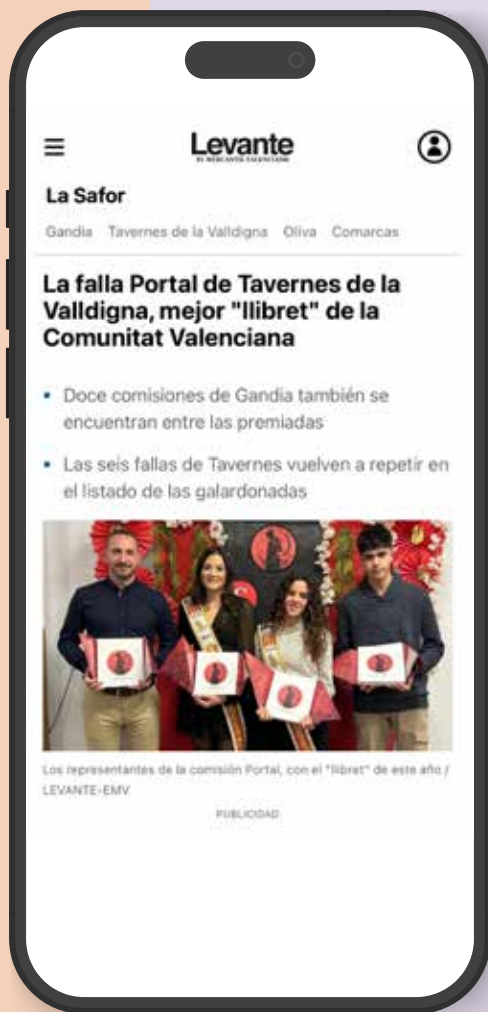 Levante
EL MERCANTIL VALENCIANO
La Safor
Gandia Tavernes de la Valldigna Oliva Comarcas
La falla Portal de Tavernes de la
Valldigna, mejor "llibret" de la
Comunitat Valenciana
Doce comisiones de Gandia también se
encuentran entre las premiadas
Las seis fallas de Tavernes vuelven a repetir en
el listado de las galardonadas
Los representantes de la comisión Portal, con el "llibret" de este año /
LEVANTE-EMV
PUBLICIDAD